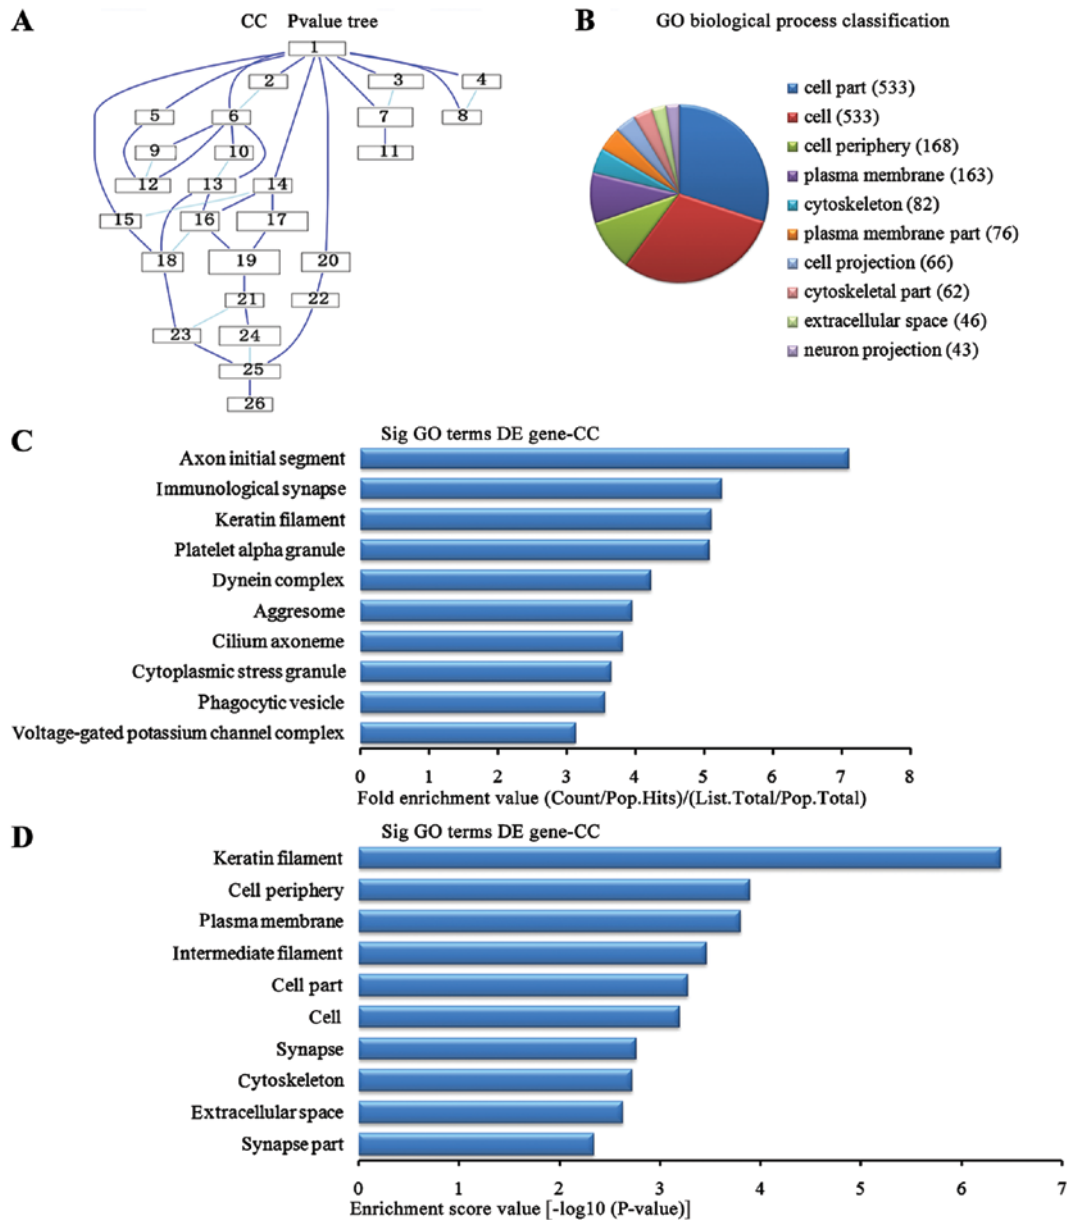 A
CC Pvalue tree
1
2
3
4
5
6
7
8
9
10
11
12
13
14
15
16
17
18
19
20
21
22
23
24
25
26
B
GO biological process classification
cell part (533)
cell (533)
cell periphery (168)
plasma membrane (163)
cytoskeleton (82)
plasma membrane part (76)
cell projection (66)
cytoskeletal part (62)
extracellular space (46)
neuron projection (43)
C
Sig GO terms DE gene-CC
Axon initial segment
Immunological synapse
Keratin filament
Platelet alpha granule
Dynein complex
Aggresome
Cilium axoneme
Cytoplasmic stress granule
Phagocytic vesicle
Voltage-gated potassium channel complex
0 1 2 3 4 5 6 7 8
Fold enrichment value (Count/Pop.Hits)/(List.Total/Pop.Total)
D
Sig GO terms DE gene-CC
Keratin filament
Cell periphery
Plasma membrane
Intermediate filament
Cell part
Cell
Synapse
Cytoskeleton
Extracellular space
Synapse part
0 1 2 3 4 5 6 7
Enrichment score value [-log10 (P-value)]